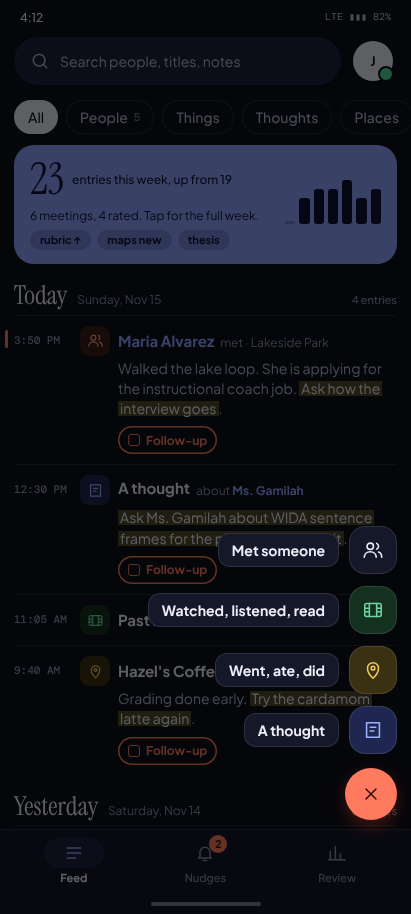 4:12
LTE 82%
Search people, titles, notes
J
All
People 5
Things
Thoughts
Places
23 entries this week, up from 19
6 meetings, 4 rated. Tap for the full week.
rubric ↑
maps new
thesis
Today Sunday, Nov 15
4 entries
3:50 PM
Maria Alvarez met · Lakeside Park
Walked the lake loop. She is applying for
the instructional coach job. Ask how the
interview goes.
Follow-up
12:30 PM
A thought about Ms. Gamilah
Ask Ms. Gamilah about WIDA sentence
frames for the
Met someone
Follow-up
Watched, listened, read
11:05 AM
Past
Went, ate, did
9:40 AM
Hazel's Coffe
Grading done early. Try the cardamom
latte again.
A thought
Follow-up
Yesterday Saturday, Nov 14
2
Feed
Nudges
Review